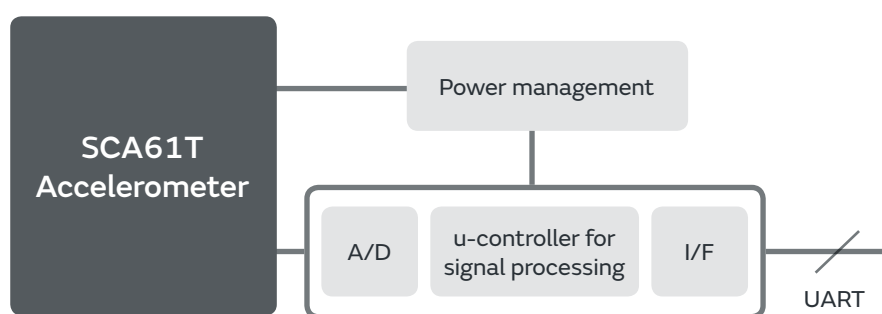 SCA61T
Accelerometer
Power management
A/D
u-controller for
signal processing
I/F
UART